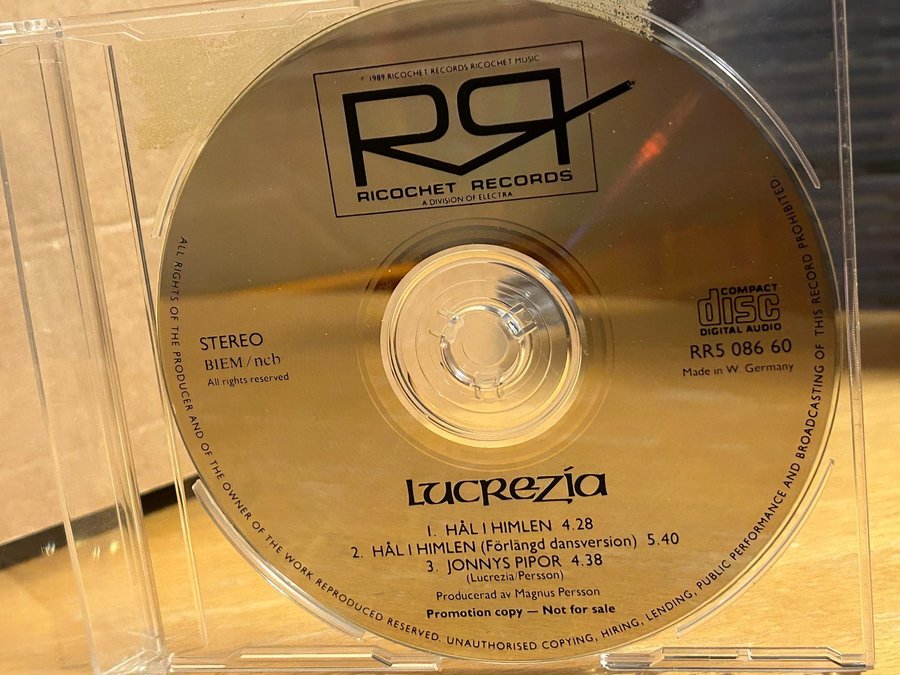 ℗ 1989 RICOCHET RECORDS RICOCHET MUSIC
RR
RICOCHET RECORDS
A DIVISION OF ELECTRA
STEREO
BIEM / ncb
All rights reserved
COMPACT
disc
DIGITAL AUDIO
RR5 086 60
Made in W. Germany
LUCREZIA
1. HÅL I HIMLEN 4.28
2. HÅL I HIMLEN (Förlängd dansversion) 5.40
3. JONNYS PIPOR 4.38
(Lucrezia/Persson)
Producerad av Magnus Persson
Promotion copy — Not for sale
ALL RIGHTS OF THE PRODUCER AND OF THE OWNER OF THE WORK REPRODUCED RESERVED. UNAUTHORISED COPYING, HIRING, LENDING, PUBLIC PERFORMANCE AND BROADCASTING OF THIS RECORD PROHIBITED.